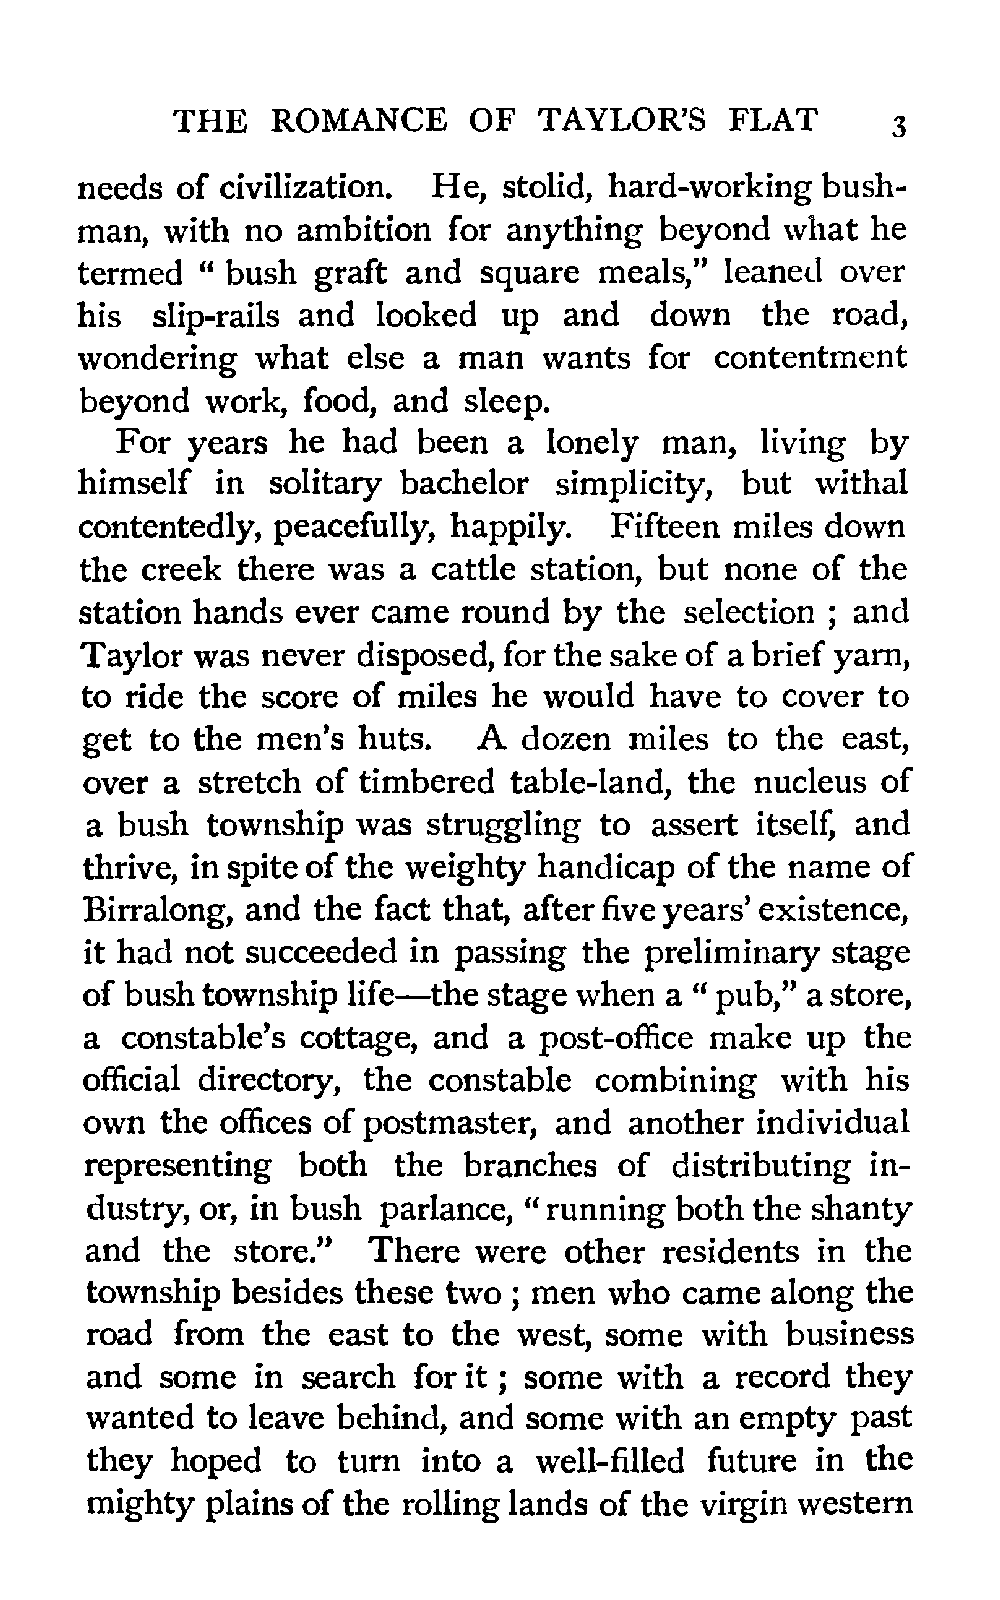 THE ROMANCE OF TAYLOR'S FLAT 3
needs of civilization. He, stolid, hard-working bush-
man, with no ambition for anything beyond what he
termed " bush graft and square meals," leaned over
his slip-rails and looked up and down the road,
wondering what else a man wants for contentment
beyond work, food, and sleep.
For years he had been a lonely man, living by
himself in solitary bachelor simplicity, but withal
contentedly, peacefully, happily. Fifteen miles down
the creek there was a cattle station, but none of the
station hands ever came round by the selection ; and
Taylor was never disposed, for the sake of a brief yarn,
to ride the score of miles he would have to cover to
get to the men's huts. A dozen miles to the east,
over a stretch of timbered table-land, the nucleus of
a bush township was struggling to assert itself, and
thrive, in spite of the weighty handicap of the name of
Birralong, and the fact that, after five years' existence,
it had not succeeded in passing the preliminary stage
of bush township life—the stage when a " pub," a store,
a constable's cottage, and a post-office make up the
official directory, the constable combining with his
own the offices of postmaster, and another individual
representing both the branches of distributing in-
dustry, or, in bush parlance, " running both the shanty
and the store." There were other residents in the
township besides these two ; men who came along the
road from the east to the west, some with business
and some in search for it ; some with a record they
wanted to leave behind, and some with an empty past
they hoped to turn into a well-filled future in the
mighty plains of the rolling lands of the virgin western